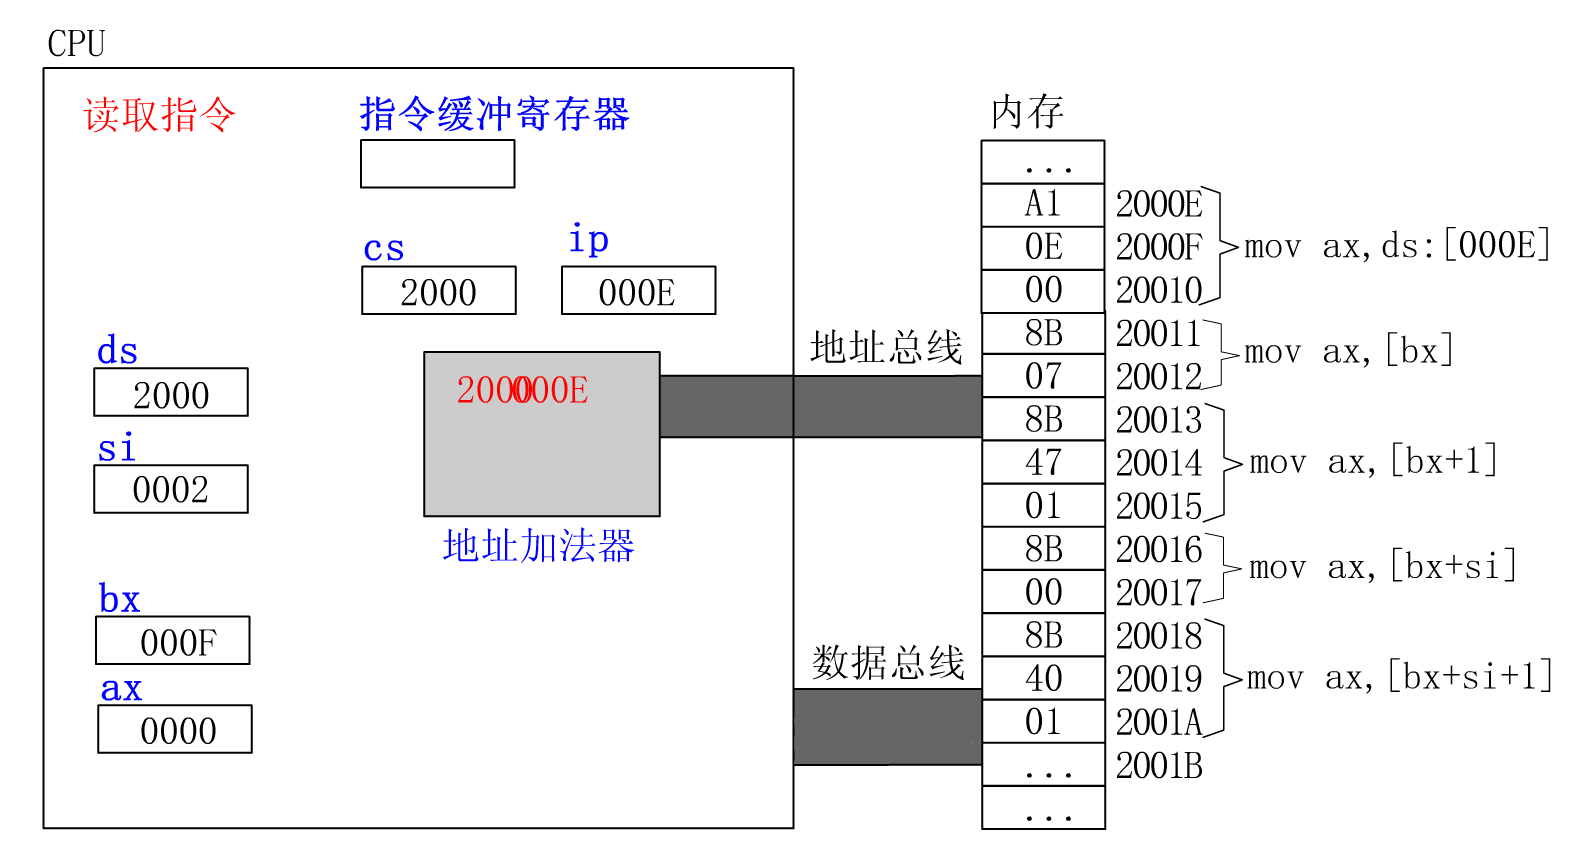 CPU
读取指令
指令缓冲寄存器
cs
2000
ip
000E
ds
2000
si
0002
2000
000E
地址加法器
bx
000F
ax
0000
地址总线
数据总线
内存
...
A1 2000E
0E 2000F
00 20010
mov ax,ds:[000E]
8B 20011
07 20012
mov ax,[bx]
8B 20013
47 20014
01 20015
mov ax,[bx+1]
8B 20016
00 20017
mov ax,[bx+si]
8B 20018
40 20019
01 2001A
mov ax,[bx+si+1]
... 2001B
...